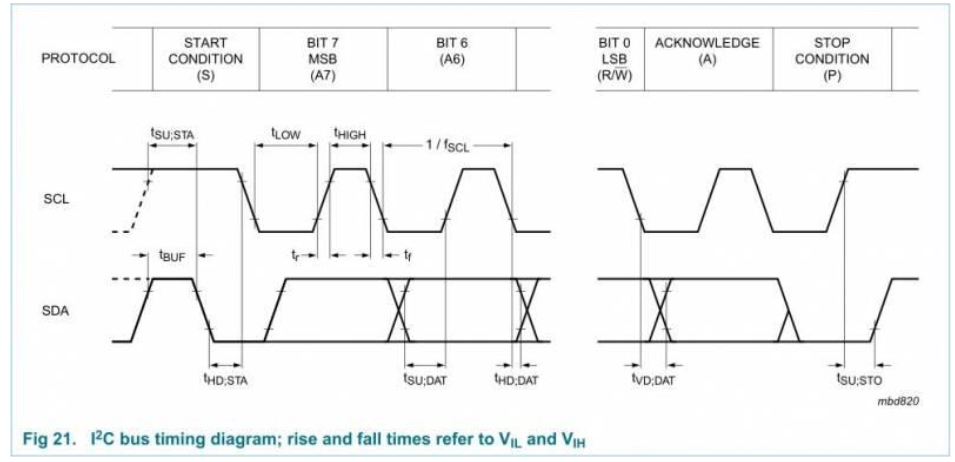 PROTOCOL
START
CONDITION
(S)
BIT 7
MSB
(A7)
BIT 6
(A6)
BIT 0
LSB
(R/W̅)
ACKNOWLEDGE
(A)
STOP
CONDITION
(P)
tSU;STA
tLOW
tHIGH
1 / fSCL
SCL
tBUF
tr
tf
SDA
tHD;STA
tSU;DAT
tHD;DAT
tVD;DAT
tSU;STO
mbd820
Fig 21. I²C bus timing diagram; rise and fall times refer to VIL and VIH